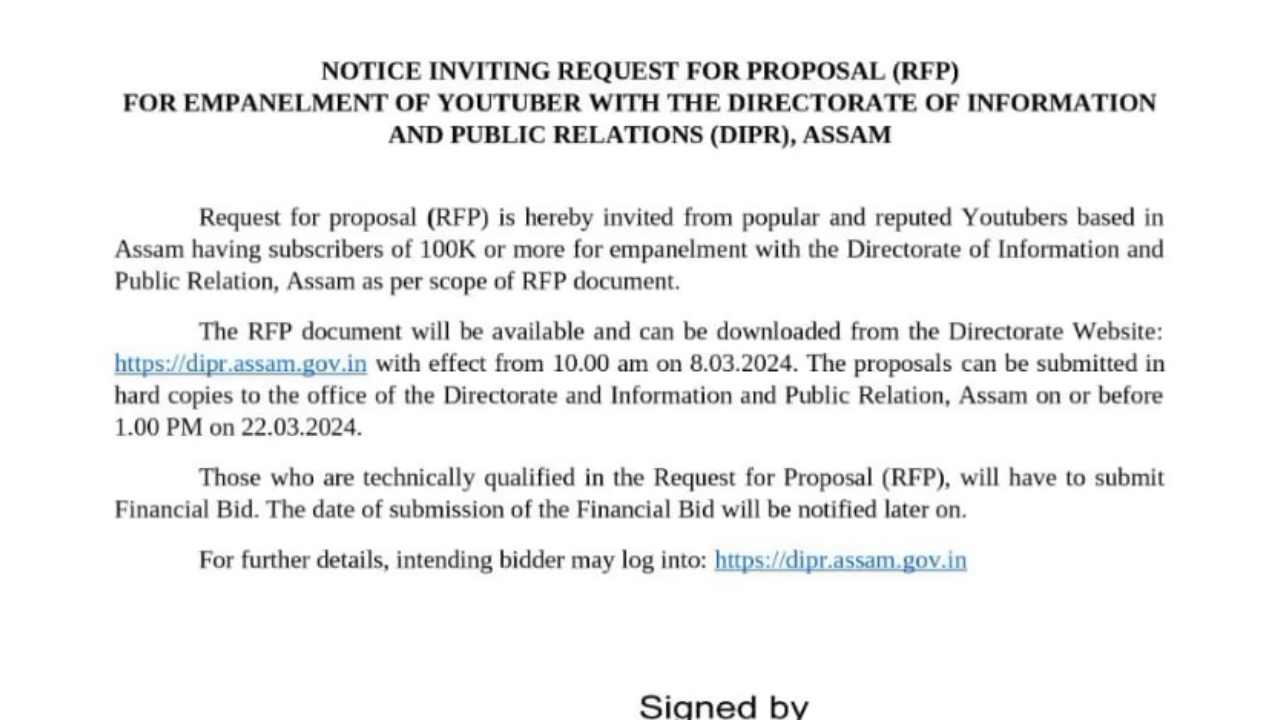 NOTICE INVITING REQUEST FOR PROPOSAL (RFP)
FOR EMPANELMENT OF YOUTUBER WITH THE DIRECTORATE OF INFORMATION
AND PUBLIC RELATIONS (DIPR), ASSAM
Request for proposal (RFP) is hereby invited from popular and reputed Youtubers based in
Assam having subscribers of 100K or more for empanelment with the Directorate of Information and
Public Relation, Assam as per scope of RFP document.
The RFP document will be available and can be downloaded from the Directorate Website:
https://dipr.assam.gov.in with effect from 10.00 am on 8.03.2024. The proposals can be submitted in
hard copies to the office of the Directorate and Information and Public Relation, Assam on or before
1.00 PM on 22.03.2024.
Those who are technically qualified in the Request for Proposal (RFP), will have to submit
Financial Bid. The date of submission of the Financial Bid will be notified later on.
For further details, intending bidder may log into: https://dipr.assam.gov.in
Signed by